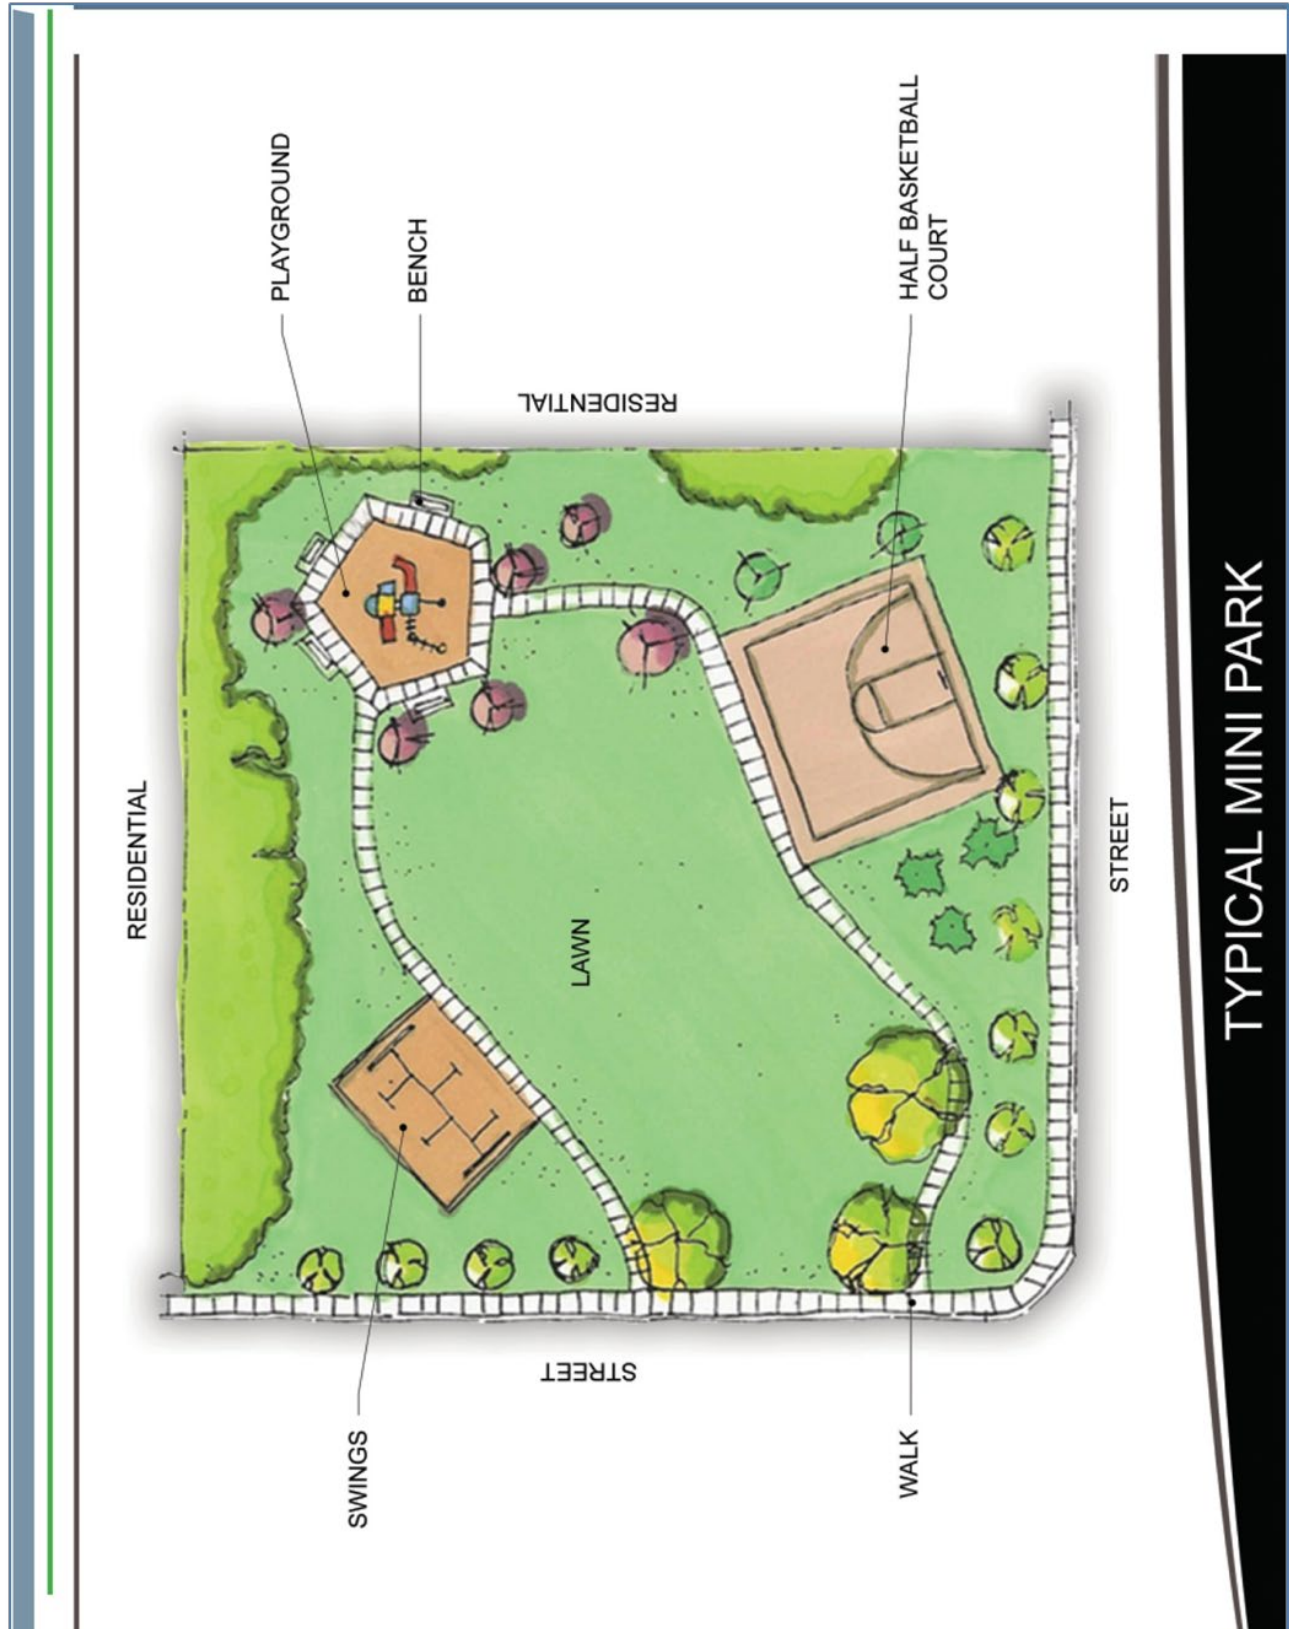 PLAYGROUND
BENCH
HALF BASKETBALL
COURT
RESIDENTIAL
RESIDENTIAL
LAWN
STREET
STREET
SWINGS
WALK
TYPICAL MINI PARK